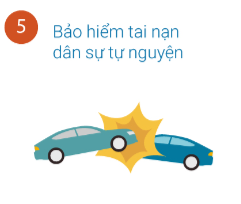 5
Bảo hiểm tai nạn
dân sự tự nguyện